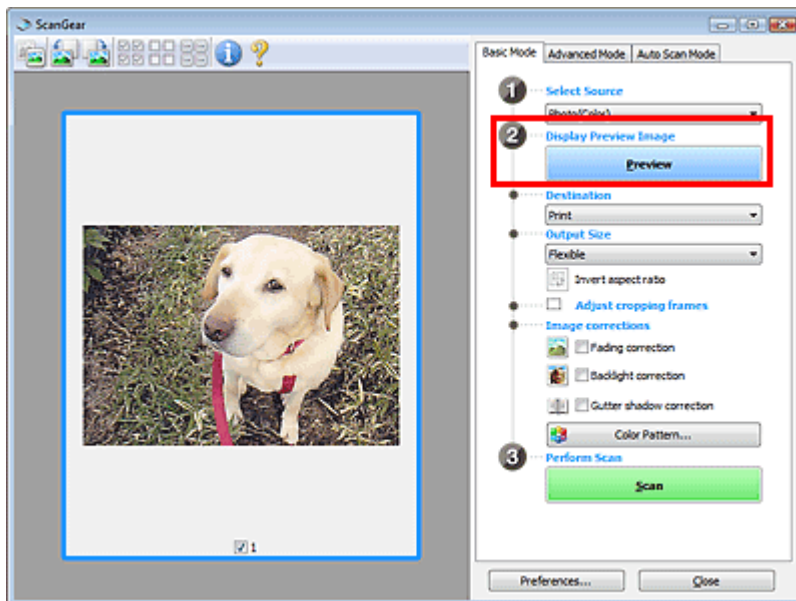 ScanGear
Basic Mode Advanced Mode Auto Scan Mode
1
Select Source
Photo(Color)
2
Display Preview Image
Preview
Destination
Print
Output Size
Flexible
Invert aspect ratio
Adjust cropping frames
Image corrections
Fading correction
Backlight correction
Gutter shadow correction
Color Pattern...
3
Perform Scan
Scan
1
Preferences... Close